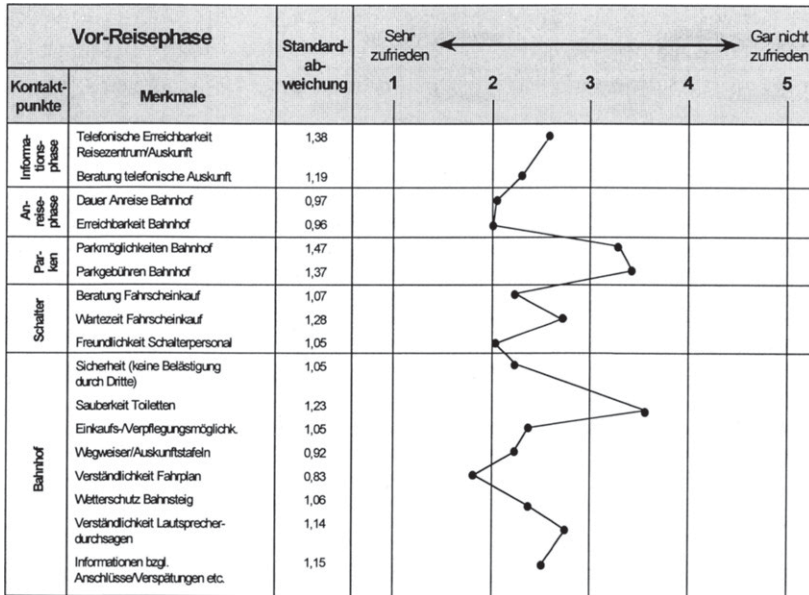 Vor-Reisephase
Standard-
ab-
weichung
Sehr
zufrieden
Gar nicht
zufrieden
1 2 3 4 5
Kontakt-
punkte
Merkmale
Informa-
tions-
phase
Telefonische Erreichbarkeit
Reisezentrum/Auskunft
1,38
Beratung telefonische Auskunft 1,19
An-
reise-
phase
Dauer Anreise Bahnhof 0,97
Erreichbarkeit Bahnhof 0,96
Par-
ken
Parkmöglichkeiten Bahnhof 1,47
Parkgebühren Bahnhof 1,37
Schalter
Beratung Fahrscheinkauf 1,07
Wartezeit Fahrscheinkauf 1,28
Freundlichkeit Schalterpersonal 1,05
Bahnhof
Sicherheit (keine Belästigung
durch Dritte)
1,05
Sauberkeit Toiletten 1,23
Einkaufs-/Verpflegungsmöglichk. 1,05
Wegweiser/Auskunftstafeln 0,92
Verständlichkeit Fahrplan 0,83
Wetterschutz Bahnsteig 1,06
Verständlichkeit Lautsprecher-
durchsagen
1,14
Informationen bzgl.
Anschlüsse/Verspätungen etc.
1,15